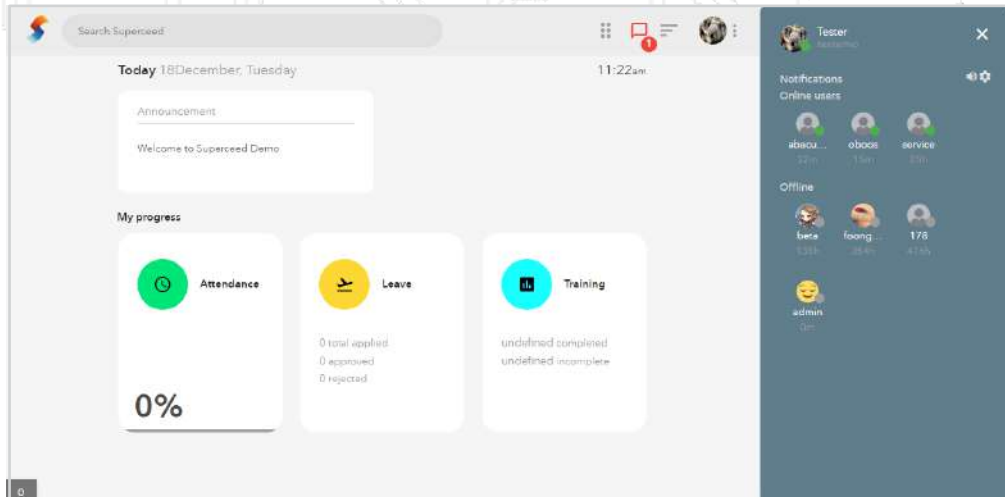 Search Superceed
1
Today 18December, Tuesday
11:22am
Announcement
Welcome to Superceed Demo
My progress
Attendance
0%
Leave
0 total applied
0 approved
0 rejected
Training
undefined completed
undefined incomplete
0
Tester
Notifications
Online users
abacu... oboos service
Offline
beta foong... 178
admin
0m